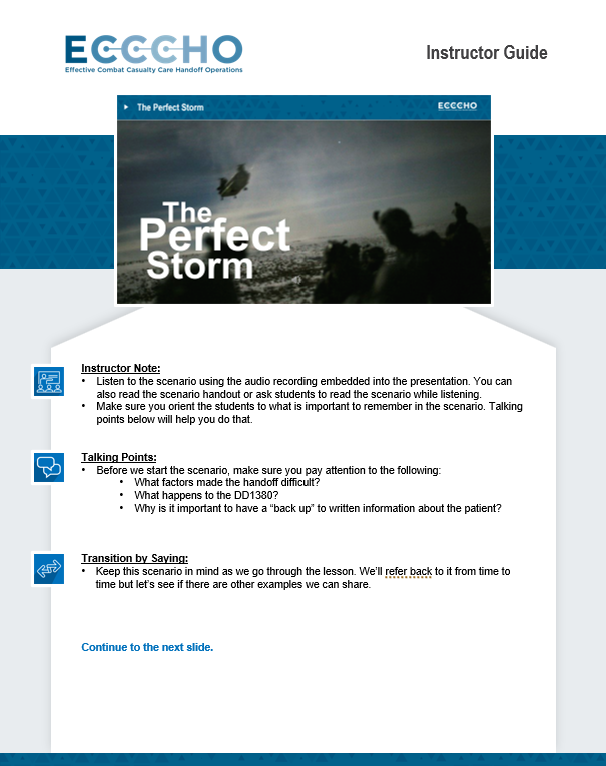 ECCCHO
Effective Combat Casualty Care Handoff Operations
Instructor Guide
The Perfect Storm
ECCCHO
The
Perfect
Storm
Instructor Note:
• Listen to the scenario using the audio recording embedded into the presentation. You can
also read the scenario handout or ask students to read the scenario while listening.
• Make sure you orient the students to what is important to remember in the scenario. Talking
points below will help you do that.
Talking Points:
• Before we start the scenario, make sure you pay attention to the following:
• What factors made the handoff difficult?
• What happens to the DD1380?
• Why is it important to have a “back up” to written information about the patient?
Transition by Saying:
• Keep this scenario in mind as we go through the lesson. We’ll refer back to it from time to
time but let’s see if there are other examples we can share.
Continue to the next slide.